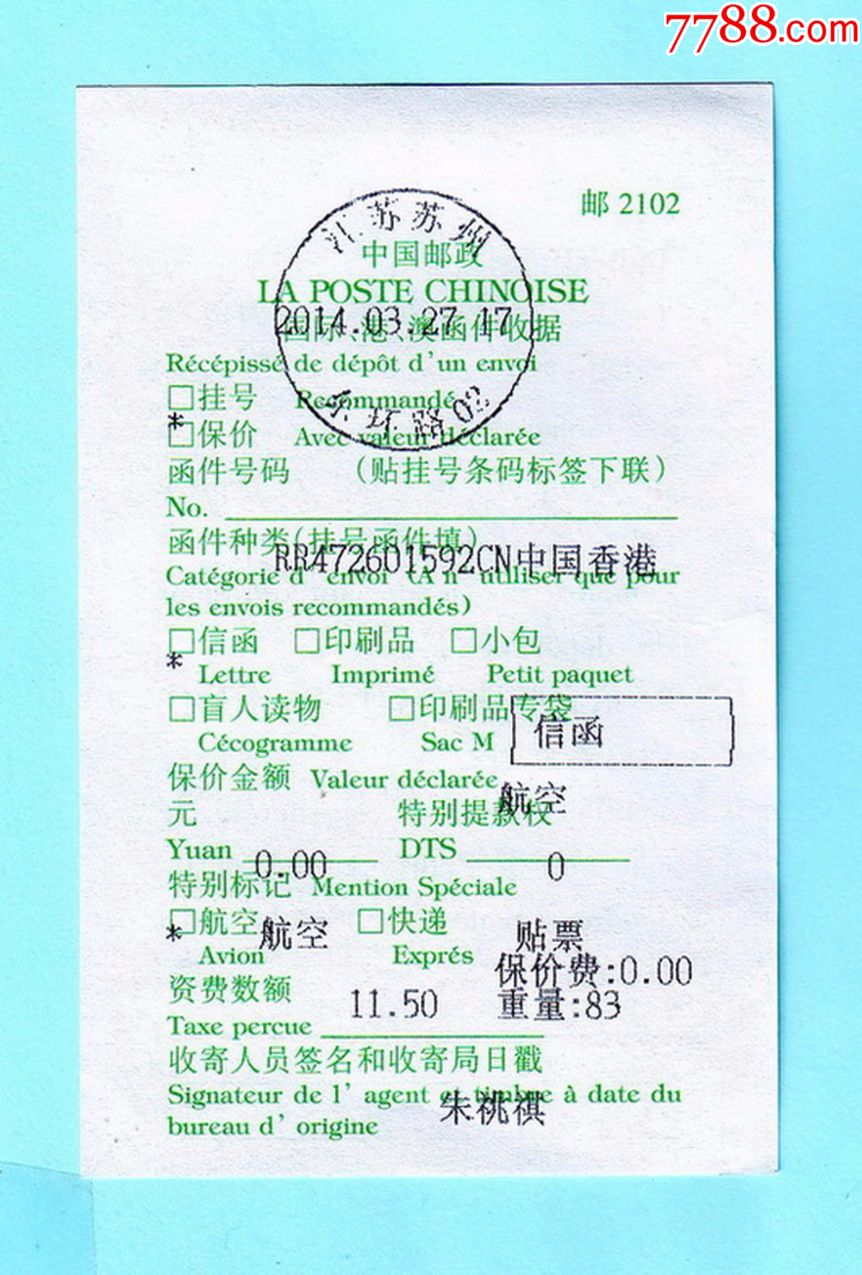 7788.com
邮 2102
江苏苏州
中国邮政
LA POSTE CHINOISE
2014.03.27 17
国际、港、澳函件收据
Récépissé de dépôt d'un envoi
□挂号 Recommandé
东环路02
*
□保价 Avec valeur déclarée
函件号码 (贴挂号条码标签下联)
No.
函件种类(挂号函件填)
RR472601592CN中国香港
Catégorie d' envoi (A n' utiliser que pour
les envois recommandés)
□信函 □印刷品 □小包
* Lettre Imprimé Petit paquet
□盲人读物 □印刷品专袋
信函
Cécogramme Sac M
保价金额 Valeur déclarée
航空
元 特别提款权
Yuan 0.00 DTS 0
特别标记 Mention Spéciale
□航空 □快递
* 航空 贴票
Avion Exprés
保价费:0.00
资费数额 11.50 重量:83
Taxe percue
收寄人员签名和收寄局日戳
Signateur de l' agent et timbre à date du
朱祧祺
bureau d' origine